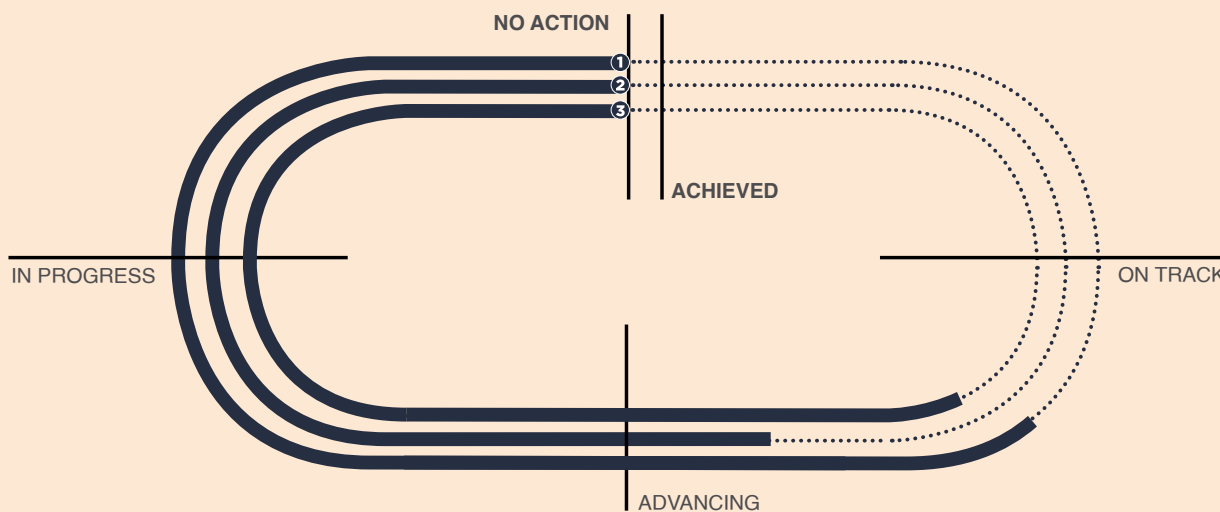 NO ACTION
1
2
3
ACHIEVED
IN PROGRESS
ON TRACK
ADVANCING